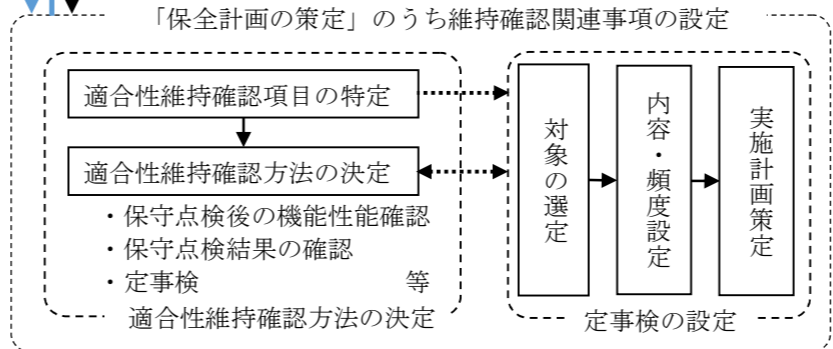 「保全計画の策定」のうち維持確認関連事項の設定
適合性維持確認項目の特定
適合性維持確認方法の決定
・保守点検後の機能性能確認
・保守点検結果の確認
・定事検 等
適合性維持確認方法の決定
対象の選定
内容・頻度設定
実施計画策定
定事検の設定